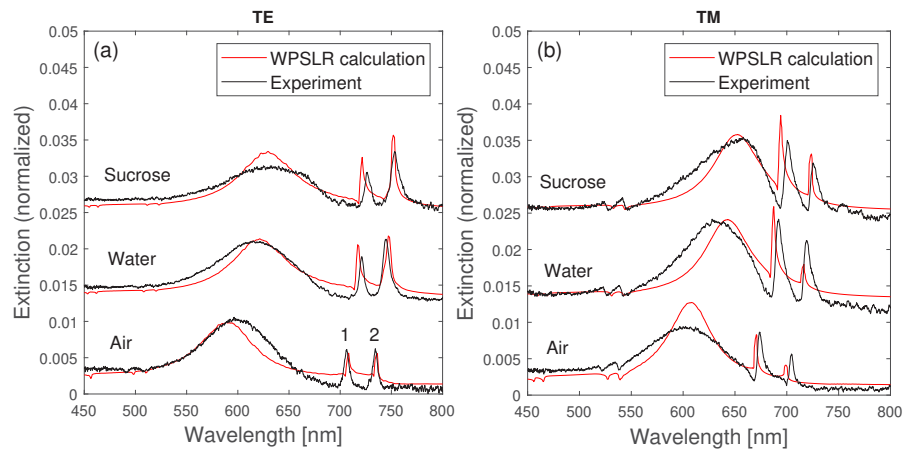 TE
(a)
WPSLR calculation
Experiment
Sucrose
Water
Air
1
2
0.05
0.045
0.04
0.035
0.03
0.025
0.02
0.015
0.01
0.005
0
450
500
550
600
650
700
750
800
Wavelength [nm]
Extinction (normalized)
TM
(b)
WPSLR calculation
Experiment
Sucrose
Water
Air
0.05
0.045
0.04
0.035
0.03
0.025
0.02
0.015
0.01
0.005
0
450
500
550
600
650
700
750
800
Wavelength [nm]
Extinction (normalized)